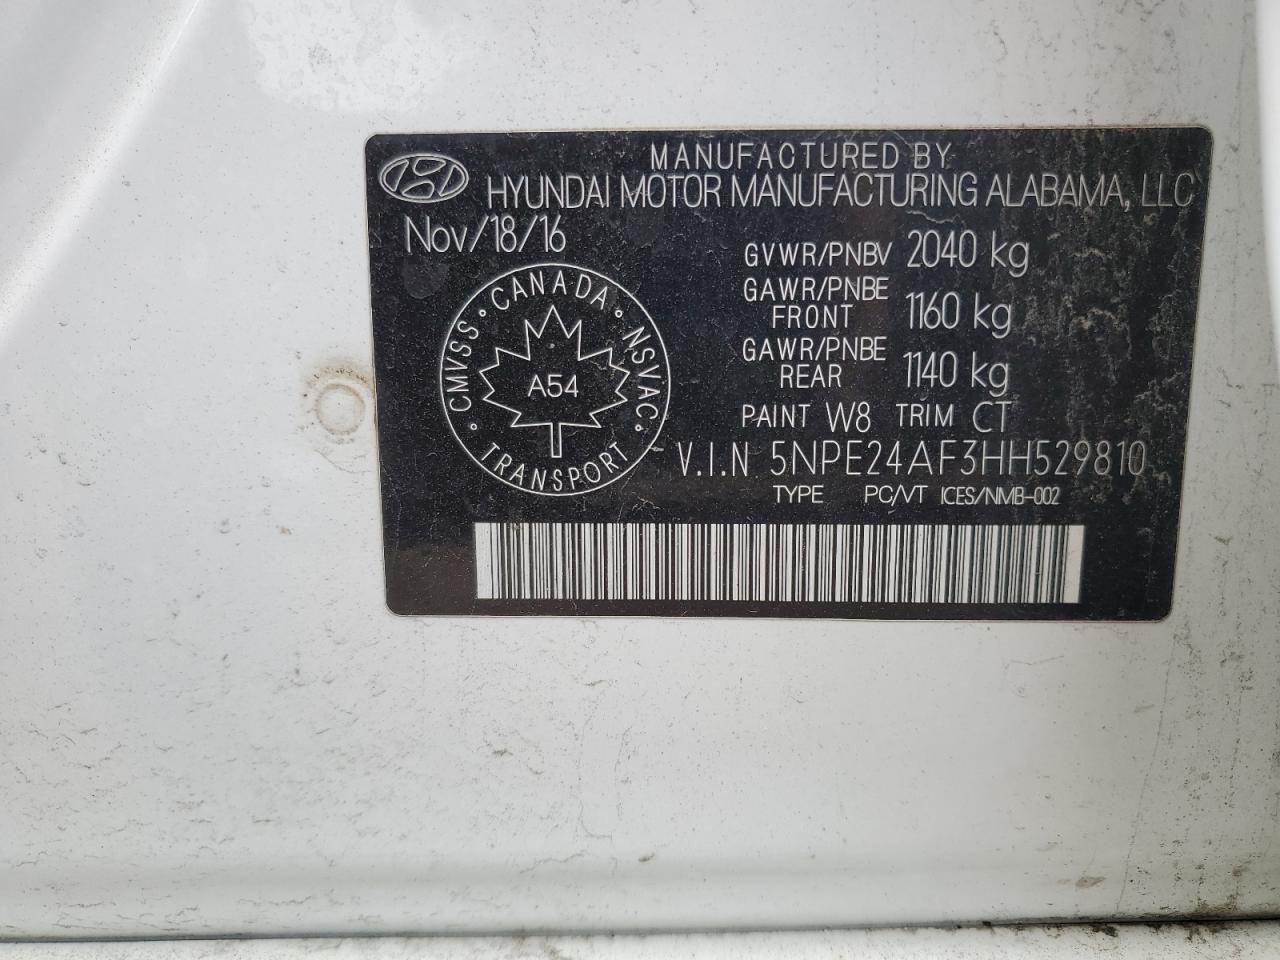 MANUFACTURED BY
HYUNDAI MOTOR MANUFACTURING ALABAMA, LLC
Nov/18/16
GVWR/PNBV 2040 kg
GAWR/PNBE FRONT 1160 kg
GAWR/PNBE REAR 1140 kg
CANADA • NSVAC • TRANSPORT • CMVSS •
A54
PAINT W8 TRIM CT
V.I.N 5NPE24AF3HH529810
TYPE PC/VT ICES/NMB-002